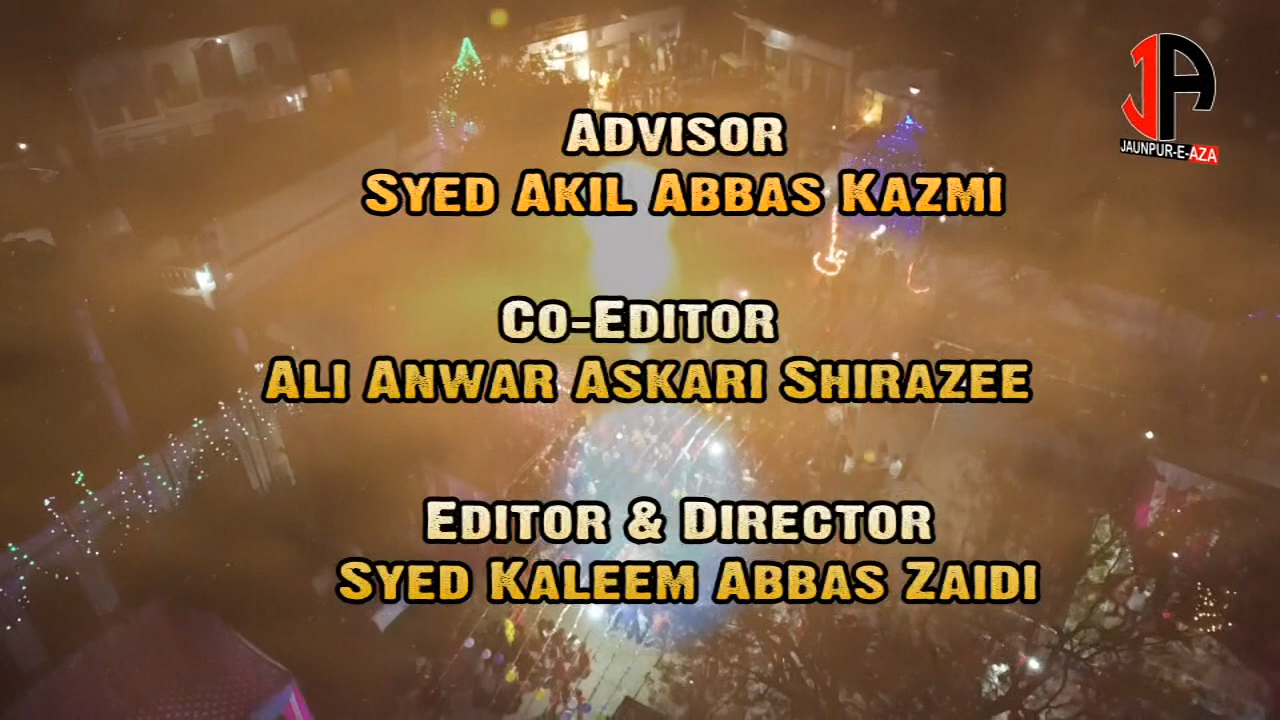 JA
JAUNPUR-E-AZA
ADVISOR
SYED AKIL ABBAS KAZMI
CO-EDITOR
ALI ANWAR ASKARI SHIRAZEE
EDITOR & DIRECTOR
SYED KALEEM ABBAS ZAIDI